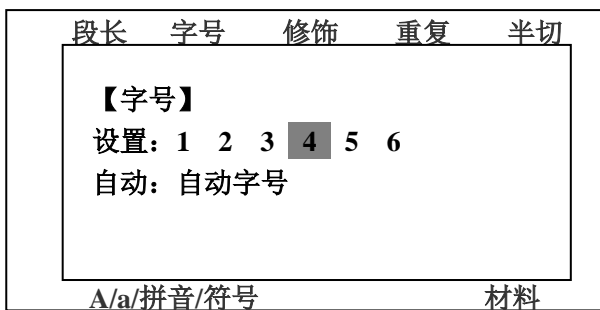 段长 字号 修饰 重复 半切
【字号】
设置：1 2 3 4 5 6
自动：自动字号
A/a/拼音/符号 材料